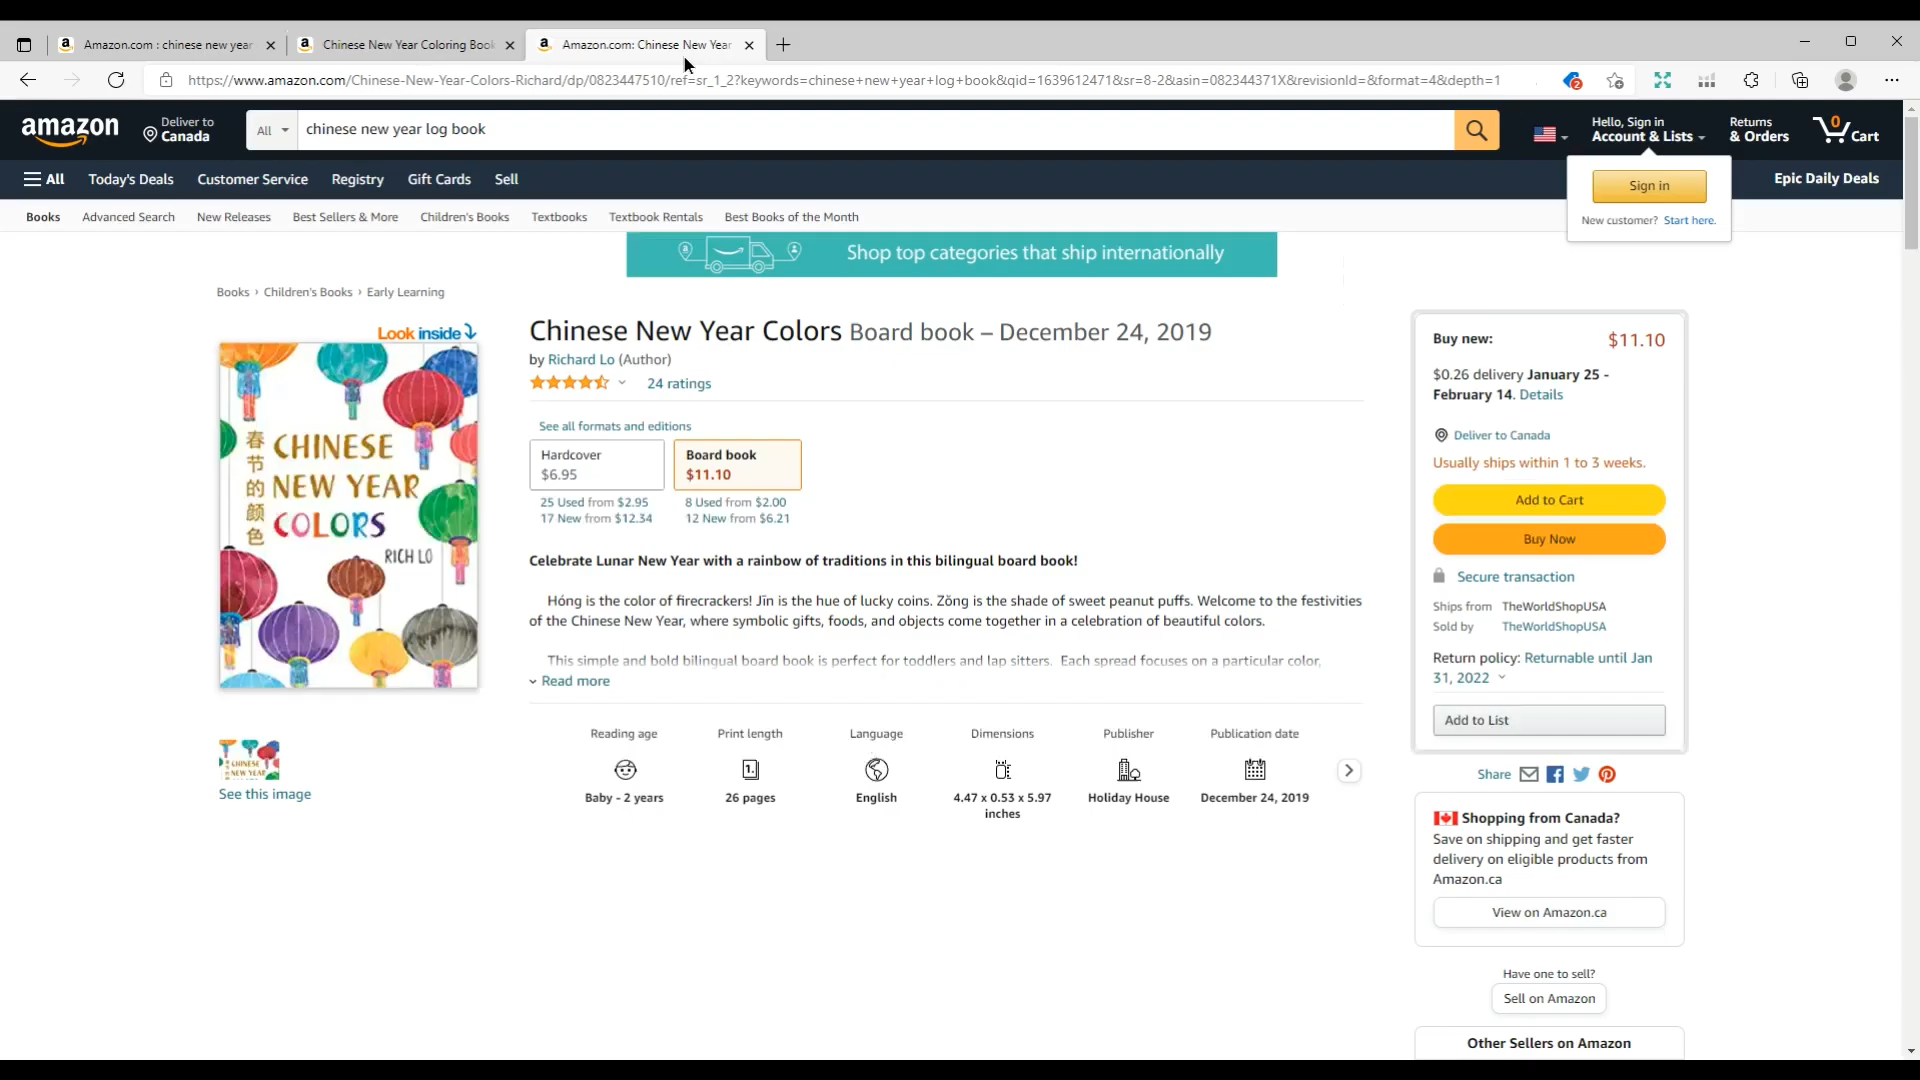 Amazon.com : chinese new year
Chinese New Year Coloring Book
Amazon.com: Chinese New Year
https://www.amazon.com/Chinese-New-Year-Colors-Richard/dp/0823447510/ref=sr_1_2?keywords=chinese+new+year+log+book&qid=1639612471&sr=8-2&asin=082344371X&revisionId=&format=4&depth=1
2
amazon
Deliver to
Canada
All
chinese new year log book
Hello, Sign in
Account & Lists
Returns
& Orders
0
Cart
All
Today's Deals
Customer Service
Registry
Gift Cards
Sell
Sign in
New customer? Start here.
Epic Daily Deals
Books
Advanced Search
New Releases
Best Sellers & More
Children's Books
Textbooks
Textbook Rentals
Best Books of the Month
Shop top categories that ship internationally
Books › Children's Books › Early Learning
Look inside
春节的颜色
CHINESE
NEW YEAR
COLORS
RICH LO
CHINESE
NEW YEAR
See this image
Chinese New Year Colors Board book – December 24, 2019
by Richard Lo (Author)
24 ratings
See all formats and editions
Hardcover
$6.95
Board book
$11.10
25 Used from $2.95
17 New from $12.34
8 Used from $2.00
12 New from $6.21
Celebrate Lunar New Year with a rainbow of traditions in this bilingual board book!
Hóng is the color of firecrackers! Jīn is the hue of lucky coins. Zōng is the shade of sweet peanut puffs. Welcome to the festivities
of the Chinese New Year, where symbolic gifts, foods, and objects come together in a celebration of beautiful colors.
This simple and bold bilingual board book is perfect for toddlers and lap sitters. Each spread focuses on a particular color,
Read more
Reading age
Baby - 2 years
Print length
1.
26 pages
Language
English
Dimensions
4.47 x 0.53 x 5.97
inches
Publisher
Holiday House
Publication date
December 24, 2019
Buy new:
$11.10
$0.26 delivery January 25 -
February 14. Details
Deliver to Canada
Usually ships within 1 to 3 weeks.
Add to Cart
Buy Now
Secure transaction
Ships from TheWorldShopUSA
Sold by TheWorldShopUSA
Return policy: Returnable until Jan
31, 2022
Add to List
Share
Shopping from Canada?
Save on shipping and get faster
delivery on eligible products from
Amazon.ca
View on Amazon.ca
Have one to sell?
Sell on Amazon
Other Sellers on Amazon